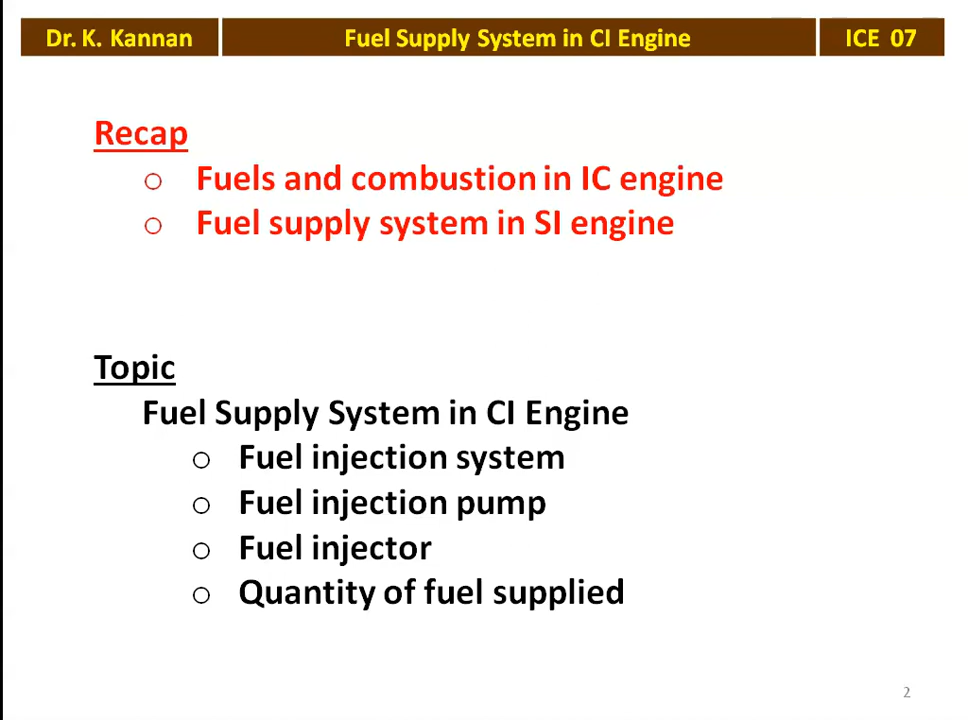 Dr. K. Kannan
Fuel Supply System in CI Engine
ICE 07
Recap
Fuels and combustion in IC engine
Fuel supply system in SI engine
Topic
Fuel Supply System in CI Engine
Fuel injection system
Fuel injection pump
Fuel injector
Quantity of fuel supplied
2